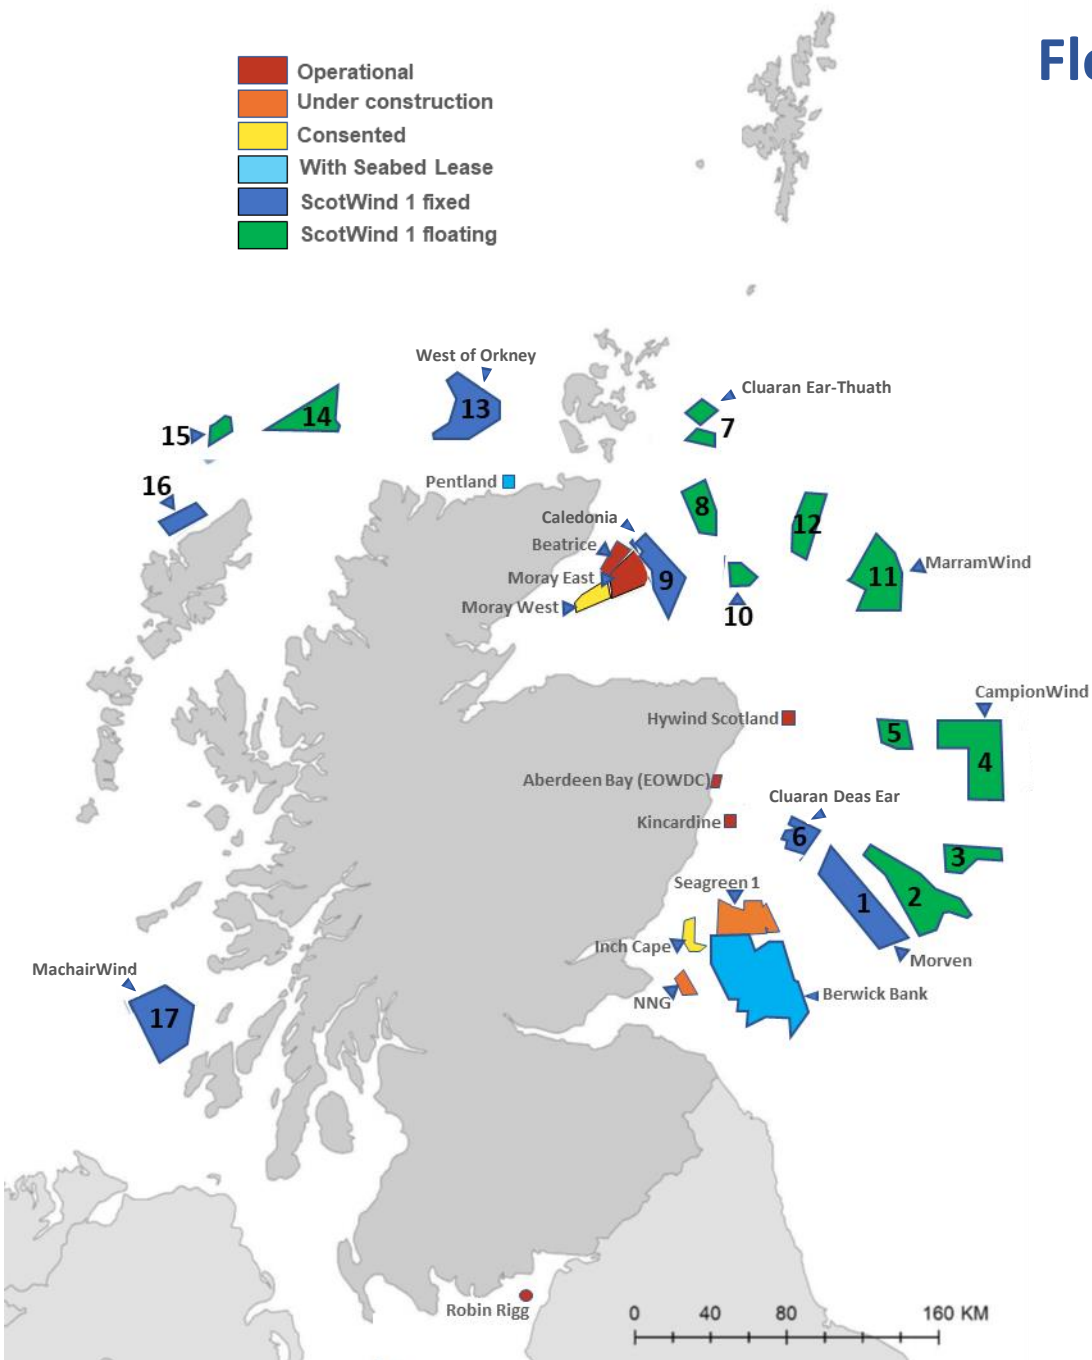 Flo
Operational
Under construction
Consented
With Seabed Lease
ScotWind 1 fixed
ScotWind 1 floating
West of Orkney
Cluaran Ear-Thuath
13
14
15
7
16
Pentland
8
Caledonia
12
Beatrice
MarramWind
Moray East
9
11
Moray West
10
CampionWind
Hywind Scotland
5
4
Aberdeen Bay (EOWDC)
Cluaran Deas Ear
Kincardine
6
3
Seagreen 1
2
1
Inch Cape
Morven
MachairWind
NNG
Berwick Bank
17
Robin Rigg
0 40 80 160 KM